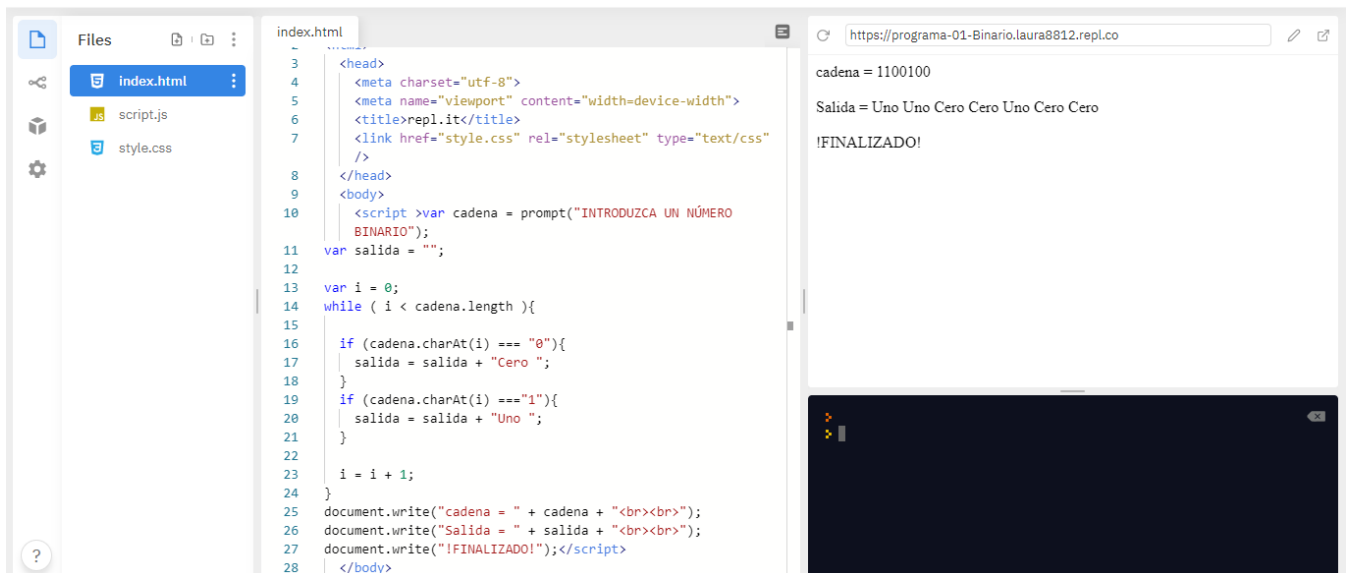 Files
index.html
script.js
style.css
?
index.html
2 <html>
3 <head>
4 <meta charset="utf-8">
5 <meta name="viewport" content="width=device-width">
6 <title>repl.it</title>
7 <link href="style.css" rel="stylesheet" type="text/css"
/>
8 </head>
9 <body>
10 <script >var cadena = prompt("INTRODUZCA UN NÚMERO
BINARIO");
11 var salida = "";
12
13 var i = 0;
14 while ( i < cadena.length ){
15
16 if (cadena.charAt(i) === "0"){
17 salida = salida + "Cero ";
18 }
19 if (cadena.charAt(i) ==="1"){
20 salida = salida + "Uno ";
21 }
22
23 i = i + 1;
24 }
25 document.write("cadena = " + cadena + "<br><br>");
26 document.write("Salida = " + salida + "<br><br>");
27 document.write("!FINALIZADO!");</script>
28 </body>
https://programa-01-Binario.laura8812.repl.co
cadena = 1100100
Salida = Uno Uno Cero Cero Uno Cero Cero
!FINALIZADO!
>
>